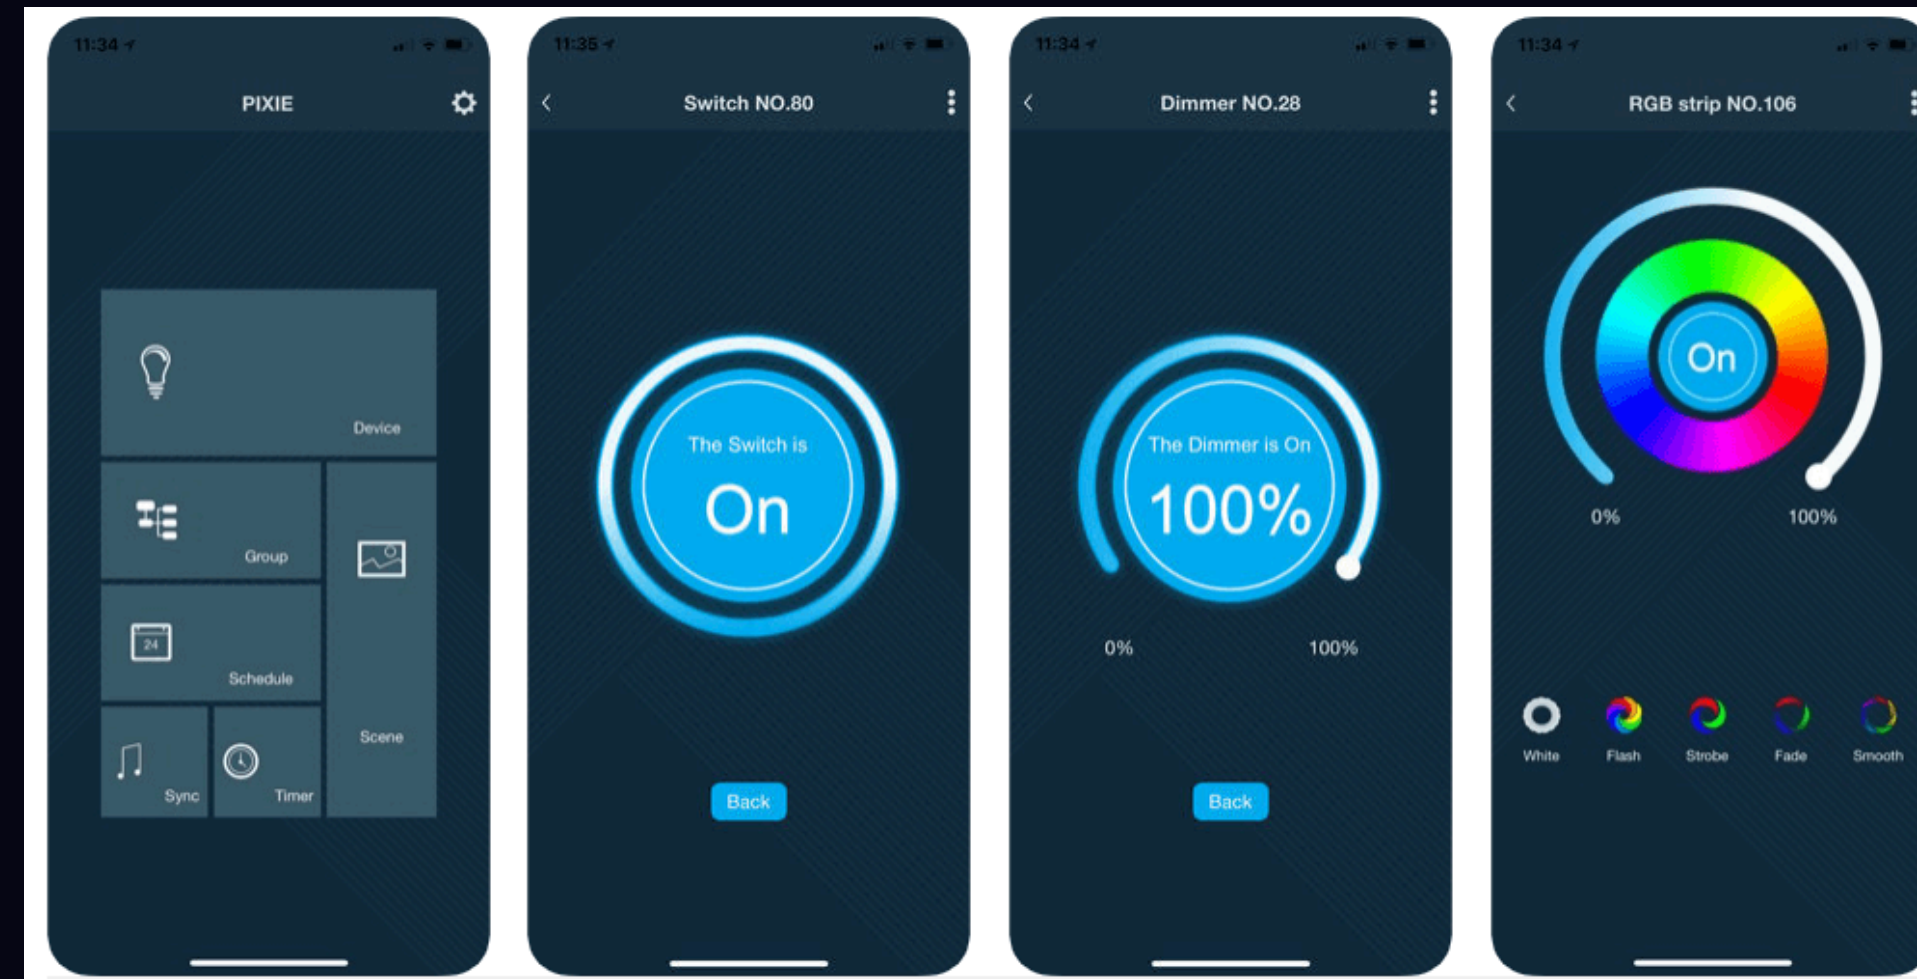 11:34
PIXIE
Device
Group
24
Schedule
Scene
Sync
Timer
11:35
Switch NO.80
The Switch is
On
Back
11:34
Dimmer NO.28
The Dimmer is On
100%
0%
100%
Back
11:34
RGB strip NO.106
On
0%
100%
White
Flash
Strobe
Fade
Smooth